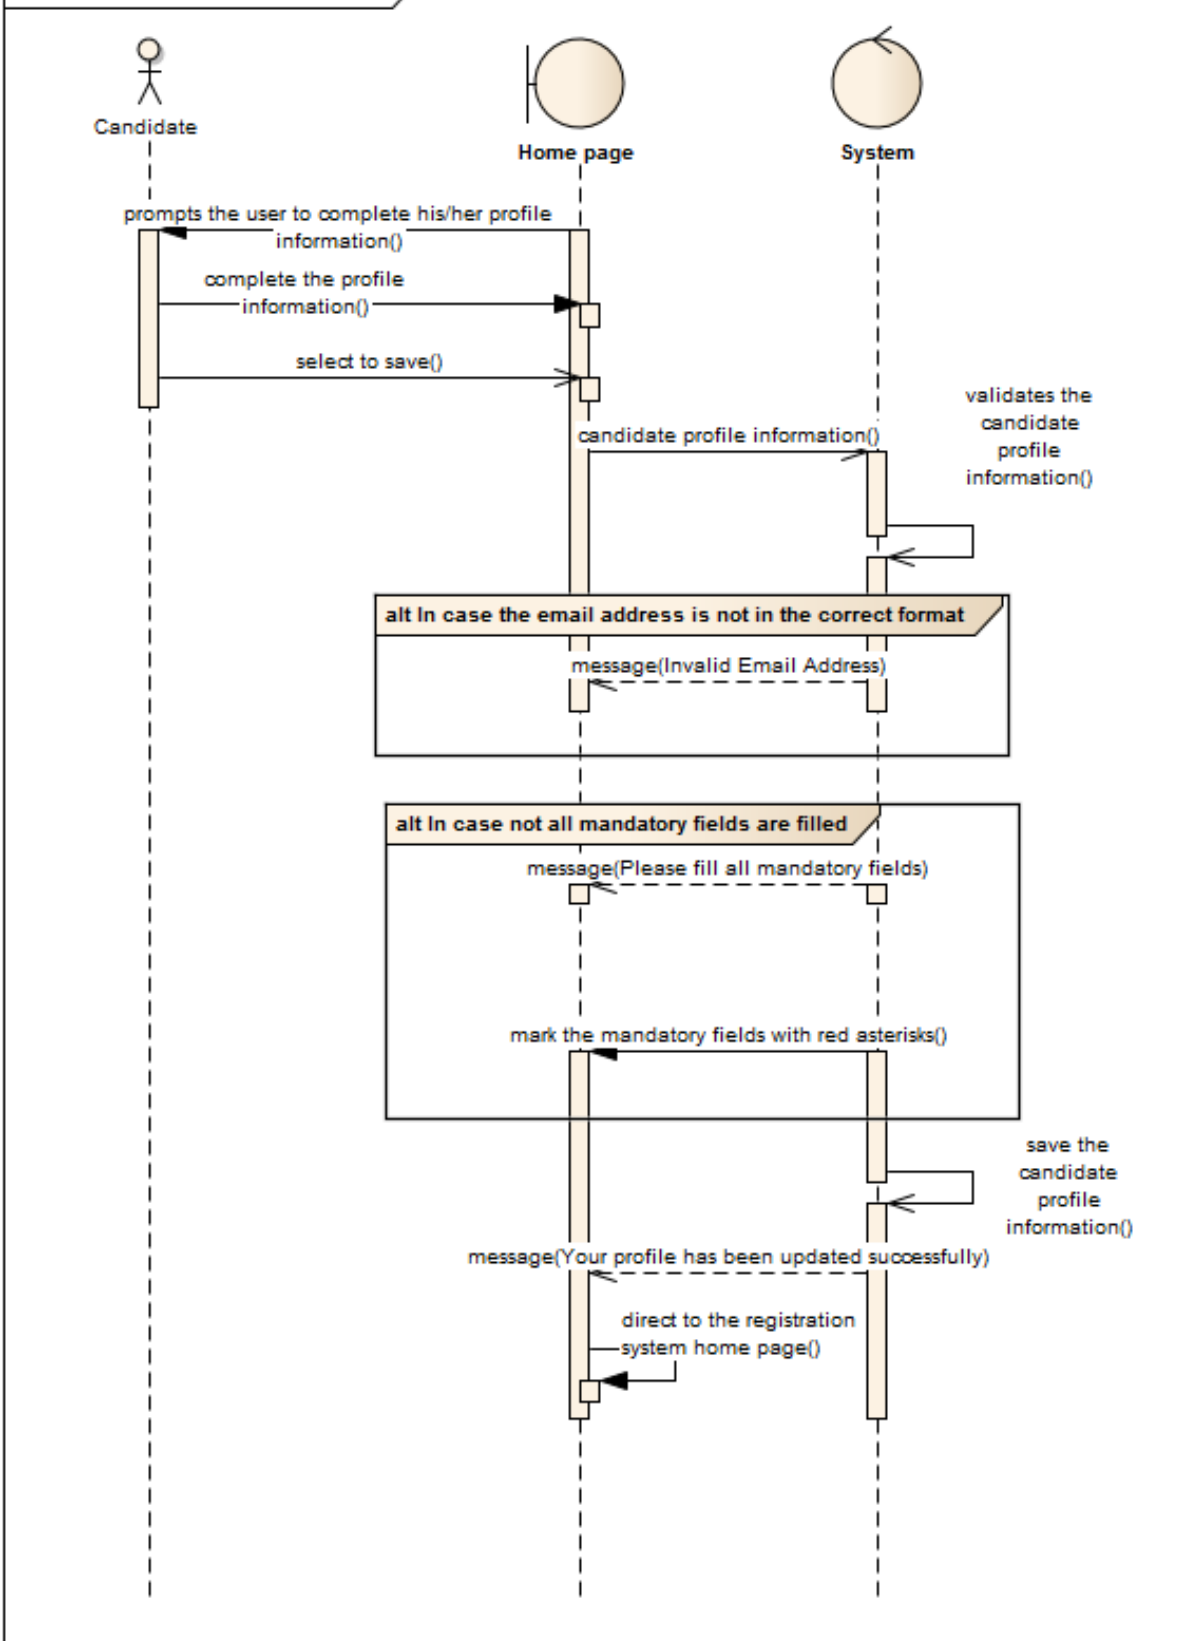 Candidate
Home page
System
prompts the user to complete his/her profile
information()
complete the profile
information()
select to save()
validates the
candidate
profile
information()
candidate profile information()
alt In case the email address is not in the correct format
message(Invalid Email Address)
alt In case not all mandatory fields are filled
message(Please fill all mandatory fields)
mark the mandatory fields with red asterisks()
save the
candidate
profile
information()
message(Your profile has been updated successfully)
direct to the registration
system home page()